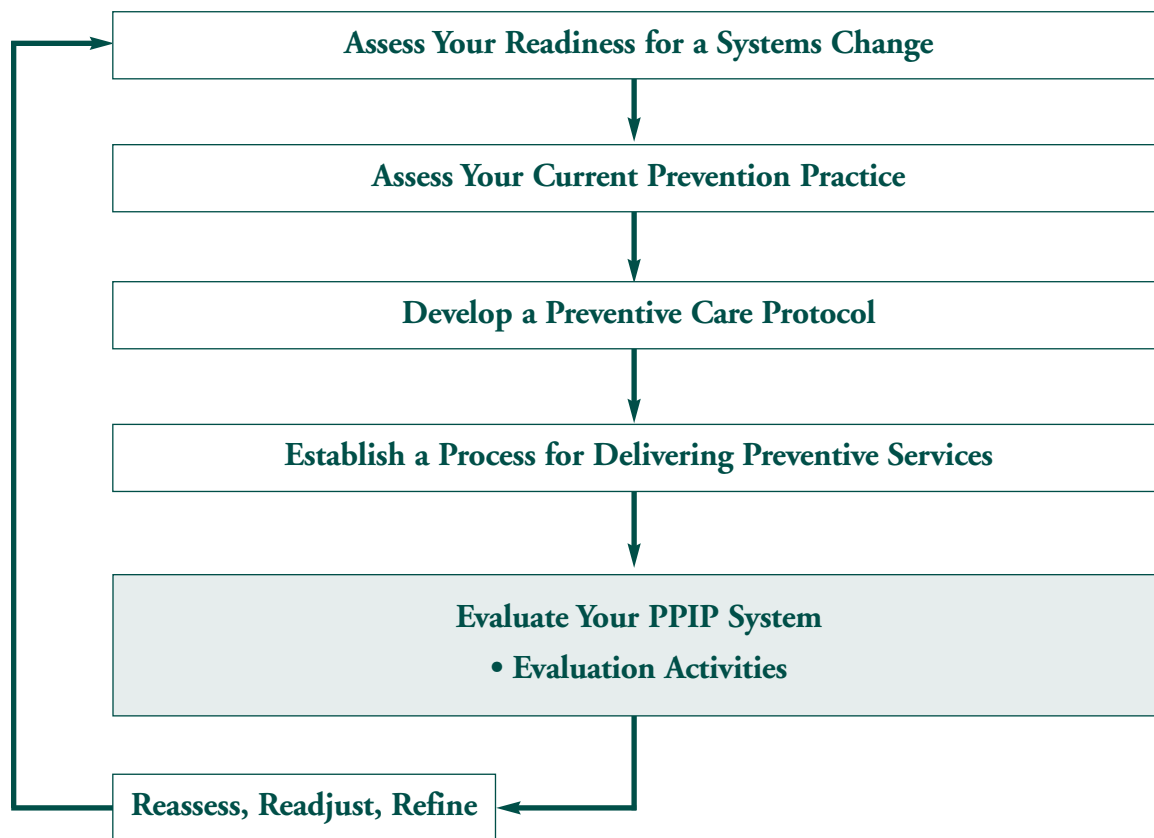 Assess Your Readiness for a Systems Change
Assess Your Current Prevention Practice
Develop a Preventive Care Protocol
Establish a Process for Delivering Preventive Services
Evaluate Your PPIP System
• Evaluation Activities
Reassess, Readjust, Refine